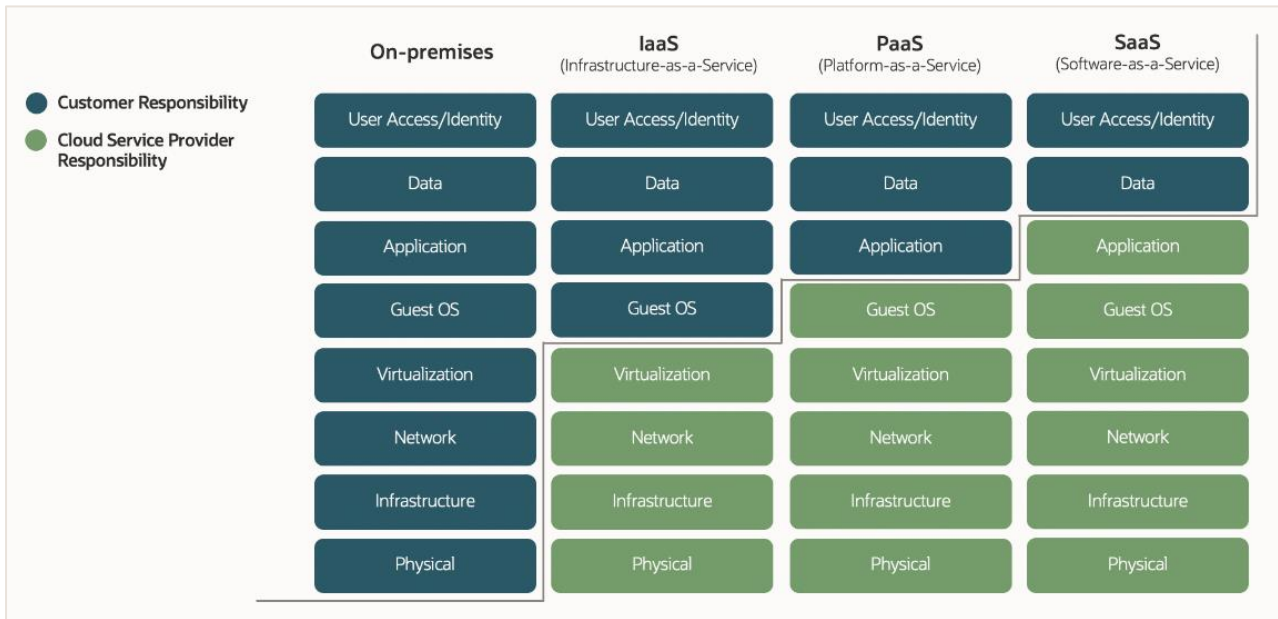 On-premises
IaaS
(Infrastructure-as-a-Service)
PaaS
(Platform-as-a-Service)
SaaS
(Software-as-a-Service)
Customer Responsibility
Cloud Service Provider
Responsibility
User Access/Identity
User Access/Identity
User Access/Identity
User Access/Identity
Data
Data
Data
Data
Application
Application
Application
Application
Guest OS
Guest OS
Guest OS
Guest OS
Virtualization
Virtualization
Virtualization
Virtualization
Network
Network
Network
Network
Infrastructure
Infrastructure
Infrastructure
Infrastructure
Physical
Physical
Physical
Physical